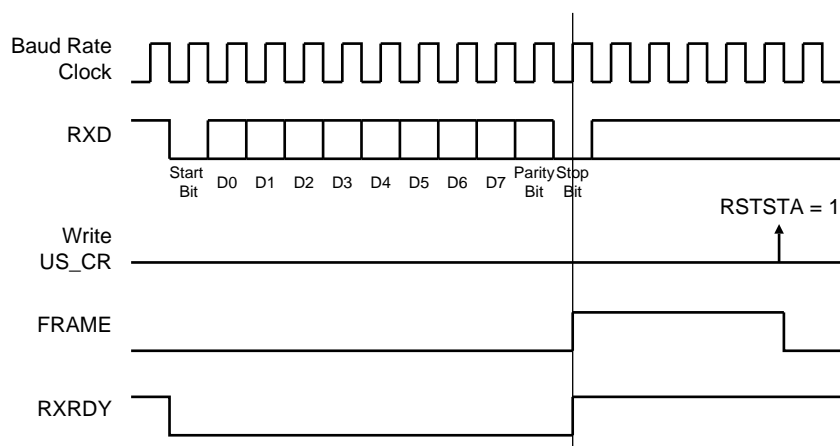 Baud Rate
Clock
RXD
Start
Bit
D0
D1
D2
D3
D4
D5
D6
D7
Parity
Bit
Stop
Bit
RSTSTA = 1
Write
US_CR
FRAME
RXRDY